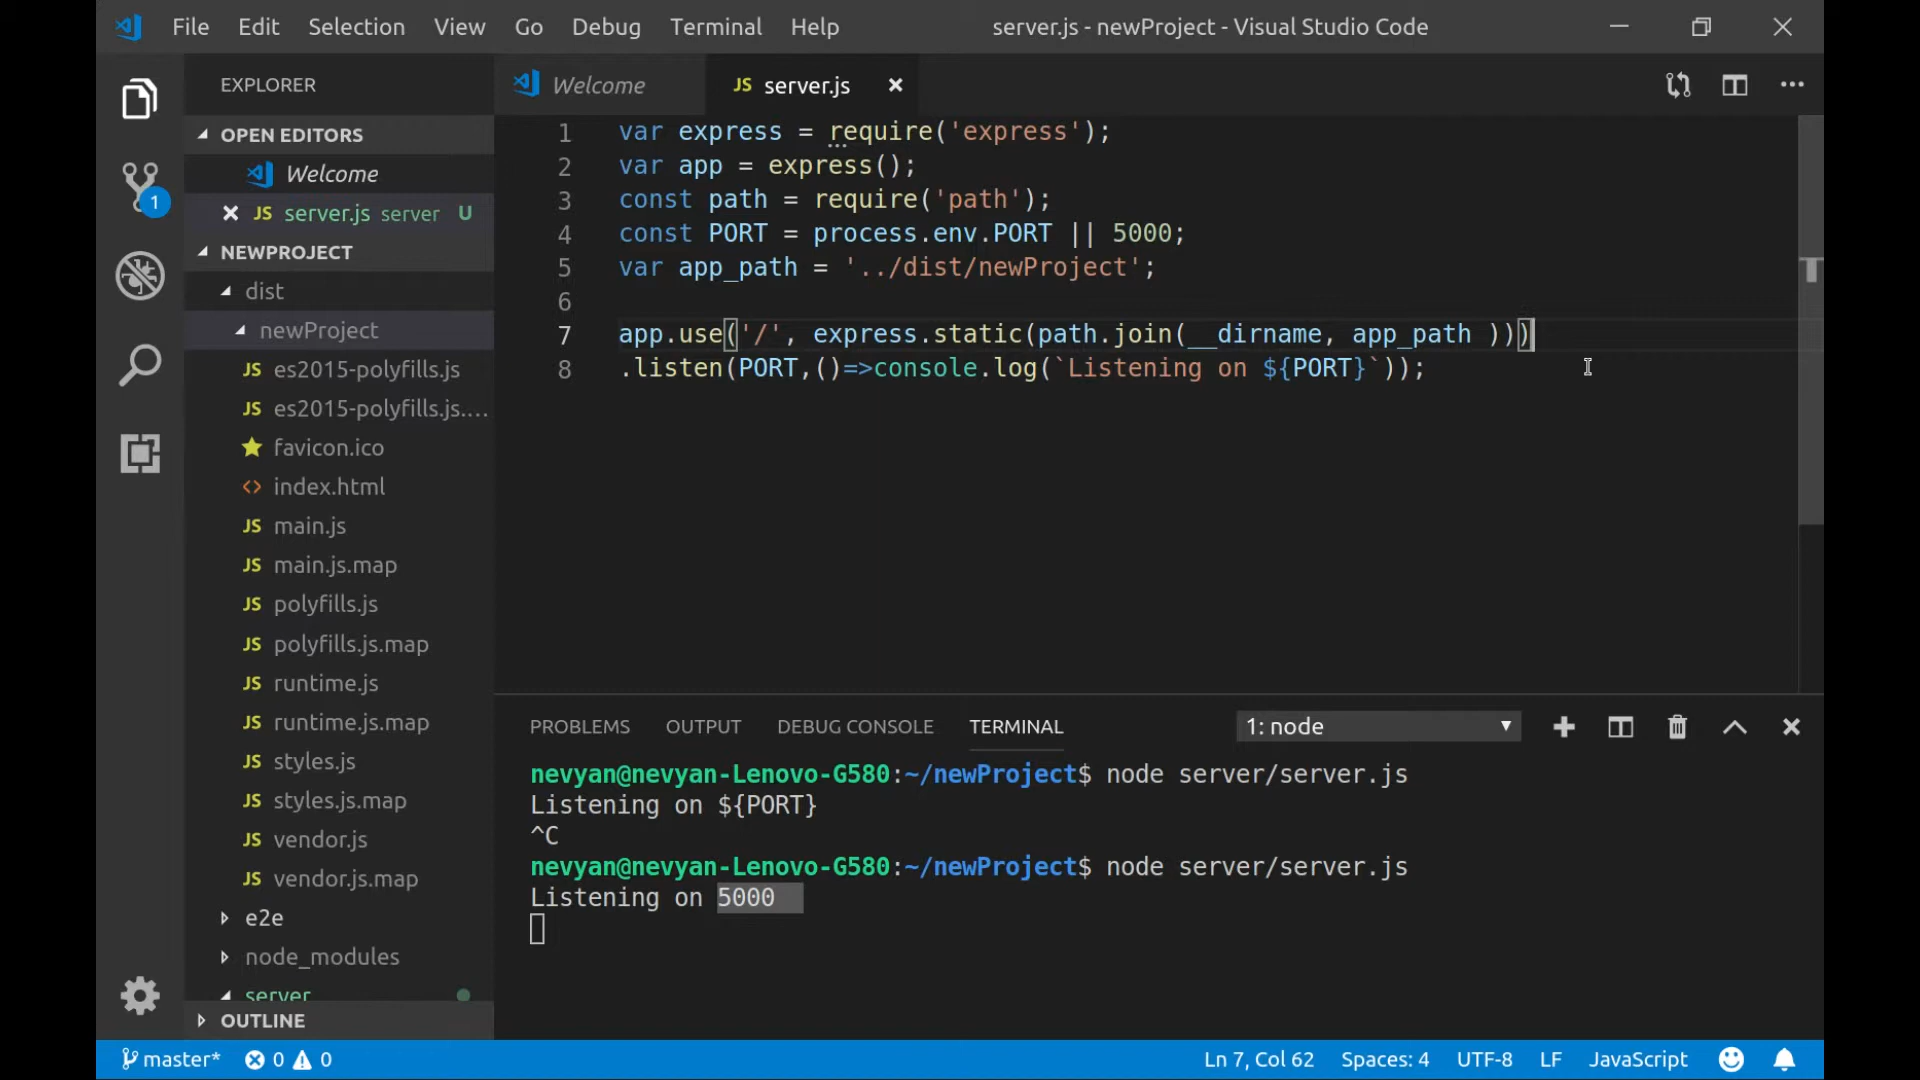 File Edit Selection View Go Debug Terminal Help server.js - newProject - Visual Studio Code
EXPLORER
OPEN EDITORS
Welcome
JS server.js server U
NEWPROJECT
dist
newProject
JS es2015-polyfills.js
JS es2015-polyfills.js....
favicon.ico
<> index.html
JS main.js
JS main.js.map
JS polyfills.js
JS polyfills.js.map
JS runtime.js
JS runtime.js.map
JS styles.js
JS styles.js.map
JS vendor.js
JS vendor.js.map
e2e
node_modules
server
OUTLINE
1
Welcome JS server.js
1 var express = require('express');
2 var app = express();
3 const path = require('path');
4 const PORT = process.env.PORT || 5000;
5 var app_path = '../dist/newProject';
6
7 app.use('/', express.static(path.join(__dirname, app_path )))
8 .listen(PORT,()=>console.log(`Listening on ${PORT}`));
PROBLEMS OUTPUT DEBUG CONSOLE TERMINAL 1: node
nevyan@nevyan-Lenovo-G580:~/newProject$ node server/server.js
Listening on ${PORT}
^C
nevyan@nevyan-Lenovo-G580:~/newProject$ node server/server.js
Listening on 5000
master* 0 0 Ln 7, Col 62 Spaces: 4 UTF-8 LF JavaScript